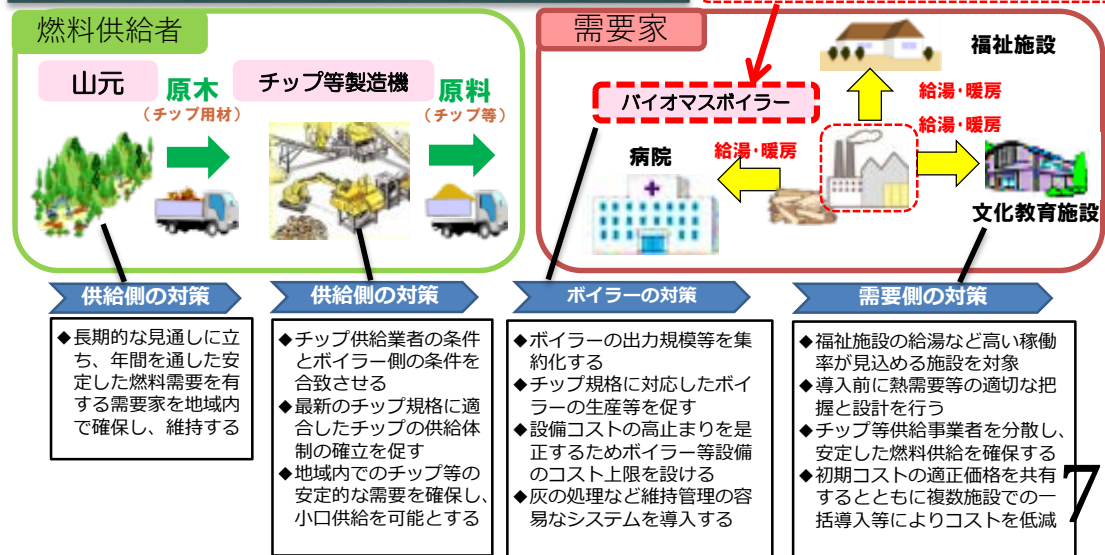 燃料供給者
山元
原木
(チップ用材)
チップ等製造機
原料
(チップ等)
需要家
バイオマスボイラー
福祉施設
給湯・暖房
給湯・暖房
病院
給湯・暖房
文化教育施設
供給側の対策
◆長期的な見通しに立
ち、年間を通した安
定した燃料需要を有
する需要家を地域内
で確保し、維持する
供給側の対策
◆チップ供給業者の条件
とボイラー側の条件を
合致させる
◆最新のチップ規格に適
合したチップの供給体
制の確立を促す
◆地域内でのチップ等の
安定的な需要を確保し、
小口供給を可能とする
ボイラーの対策
◆ボイラーの出力規模等を集
約化する
◆チップ規格に対応したボイ
ラーの生産等を促す
◆設備コストの高止まりを是
正するためボイラー等設備
のコスト上限を設ける
◆灰の処理など維持管理の容
易なシステムを導入する
需要側の対策
◆福祉施設の給湯など高い稼働
率が見込める施設を対象
◆導入前に熱需要等の適切な把
握と設計を行う
◆チップ等供給事業者を分散し、
安定した燃料供給を確保する
◆初期コストの適正価格を共有
するとともに複数施設での一
括導入等によりコストを低減
7